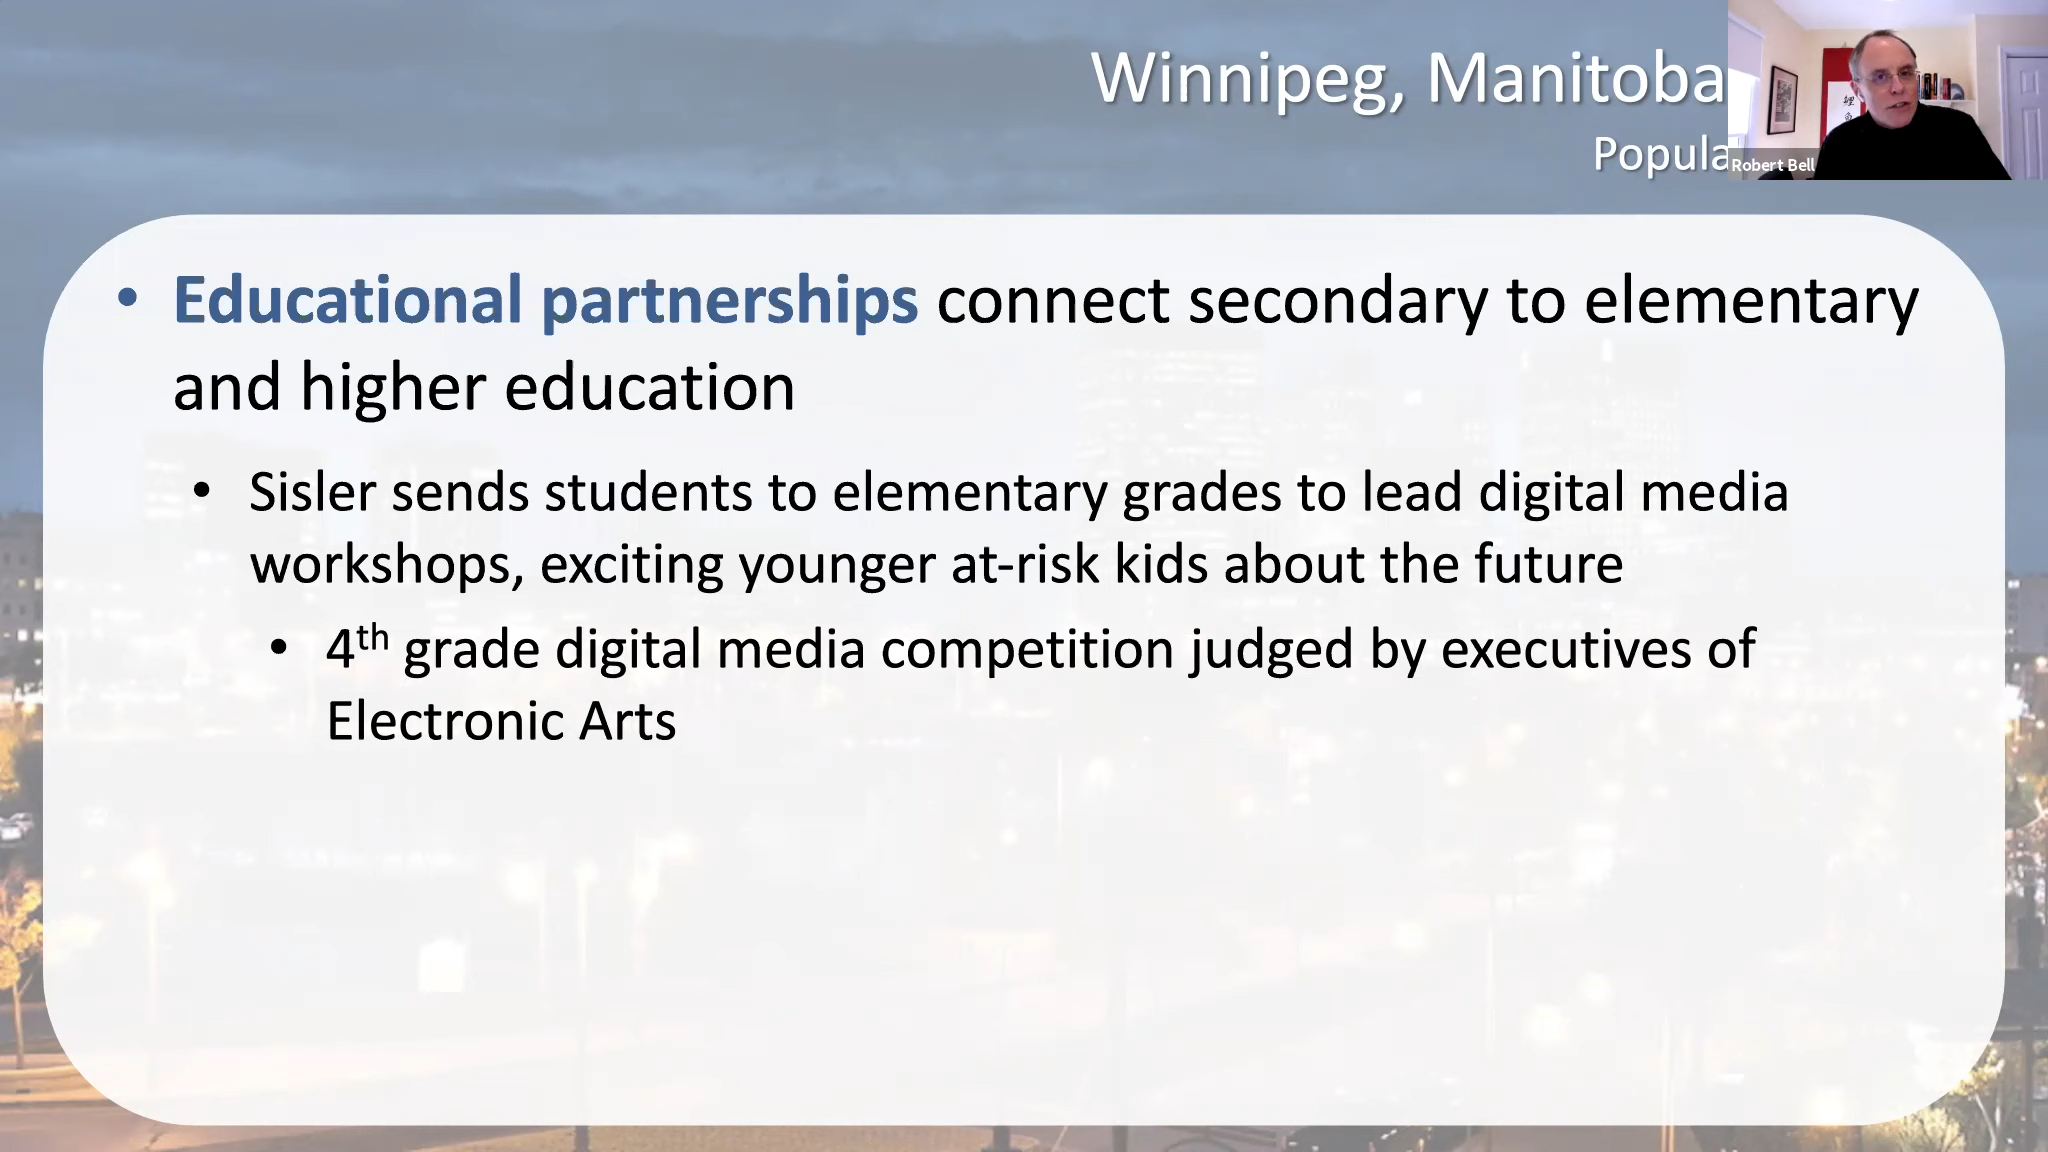 Winnipeg, Manitoba
Popula
Robert Bell
• Educational partnerships connect secondary to elementary
and higher education
• Sisler sends students to elementary grades to lead digital media
workshops, exciting younger at-risk kids about the future
• 4th grade digital media competition judged by executives of
Electronic Arts